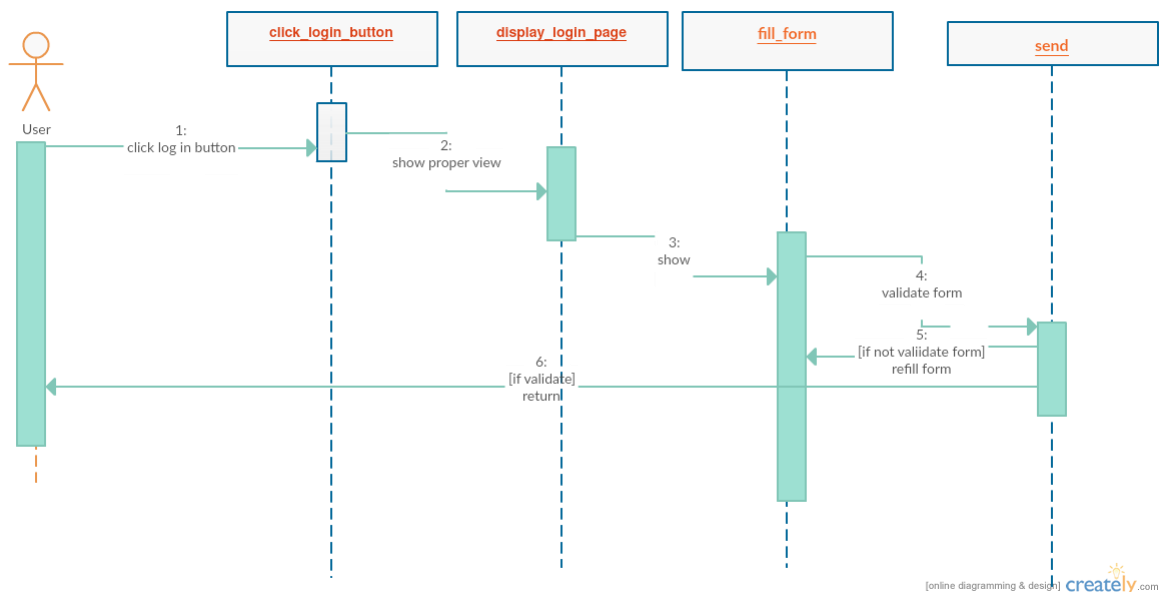 click_login_button
display_login_page
fill_form
send
User
1:
click log in button
2:
show proper view
3:
show
4:
validate form
5:
[if not valiidate form]
refill form
6:
[if validate]
return
[online diagramming & design]
creately.com